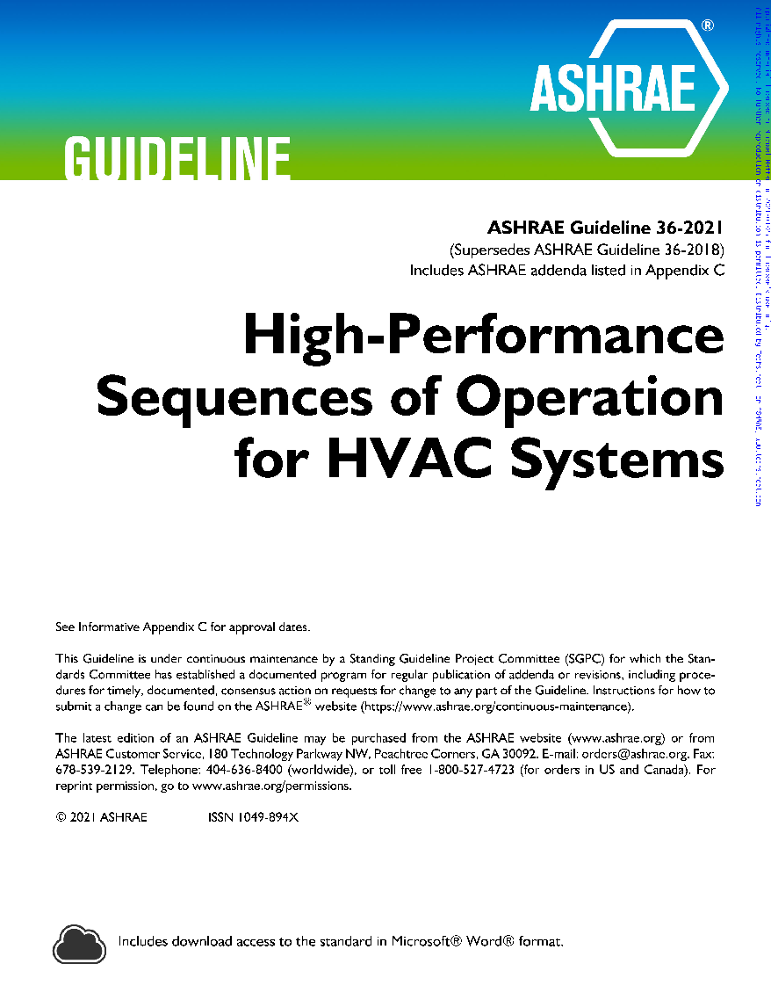 ASHRAE®
GUIDELINE
ASHRAE Guideline 36-2021
(Supersedes ASHRAE Guideline 36-2018)
Includes ASHRAE addenda listed in Appendix C
High-Performance
Sequences of Operation
for HVAC Systems
See Informative Appendix C for approval dates.
This Guideline is under continuous maintenance by a Standing Guideline Project Committee (SGPC) for which the Stan-
dards Committee has established a documented program for regular publication of addenda or revisions, including proce-
dures for timely, documented, consensus action on requests for change to any part of the Guideline. Instructions for how to
submit a change can be found on the ASHRAE® website (https://www.ashrae.org/continuous-maintenance).
The latest edition of an ASHRAE Guideline may be purchased from the ASHRAE website (www.ashrae.org) or from
ASHRAE Customer Service, 180 Technology Parkway NW, Peachtree Corners, GA 30092. E-mail: orders@ashrae.org. Fax:
678-539-2129. Telephone: 404-636-8400 (worldwide), or toll free 1-800-527-4723 (for orders in US and Canada). For
reprint permission, go to www.ashrae.org/permissions.
© 2021 ASHRAE ISSN 1049-894X
Includes download access to the standard in Microsoft® Word® format.